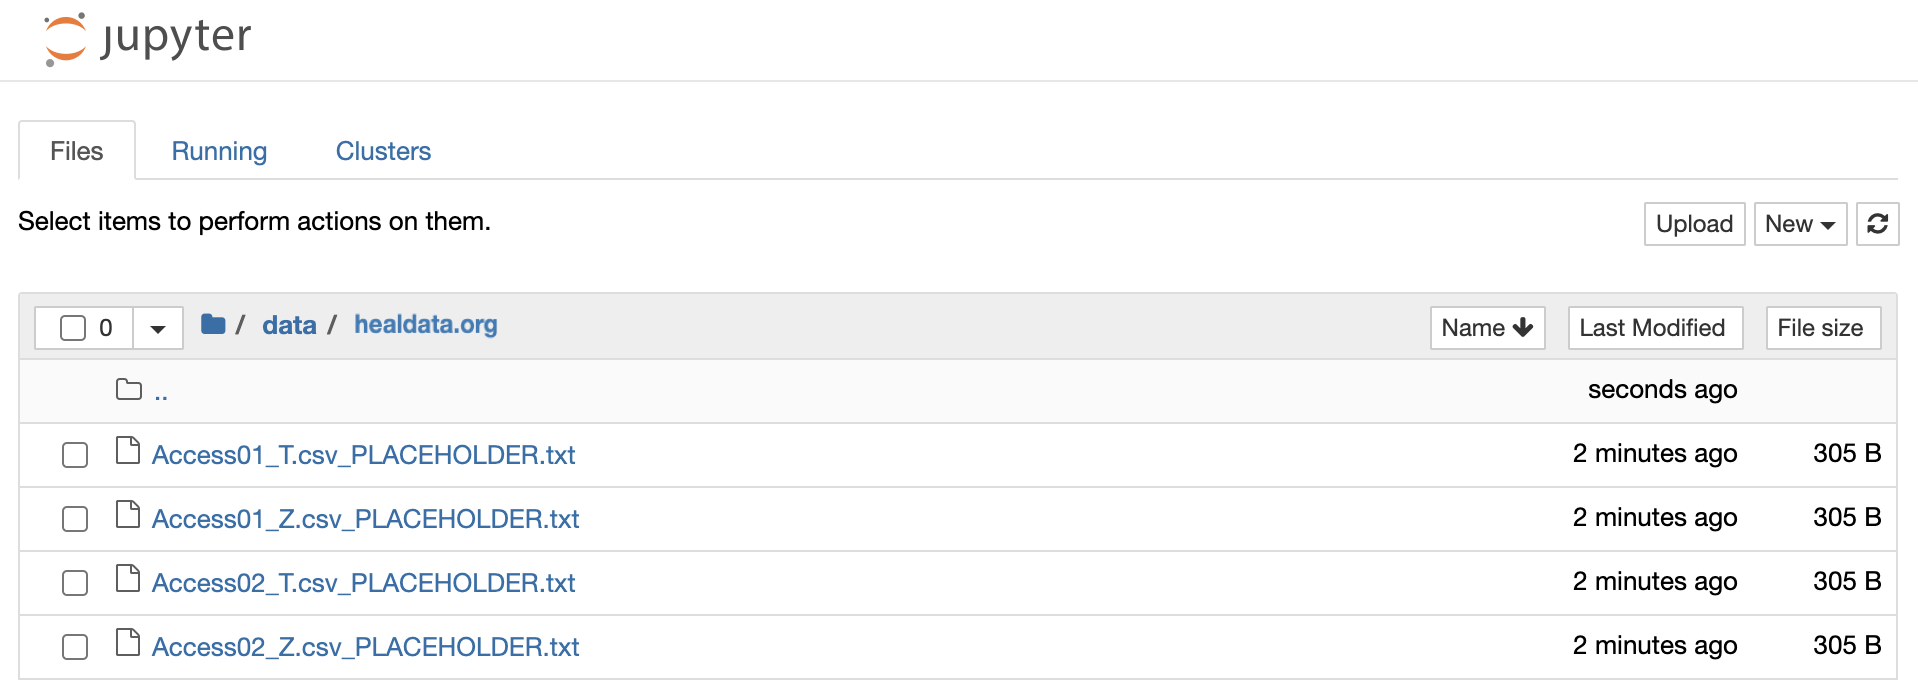 jupyter
Files Running Clusters
Select items to perform actions on them.
Upload New
0 / data / healdata.org Name Last Modified File size
.. seconds ago
Access01_T.csv_PLACEHOLDER.txt 2 minutes ago 305 B
Access01_Z.csv_PLACEHOLDER.txt 2 minutes ago 305 B
Access02_T.csv_PLACEHOLDER.txt 2 minutes ago 305 B
Access02_Z.csv_PLACEHOLDER.txt 2 minutes ago 305 B